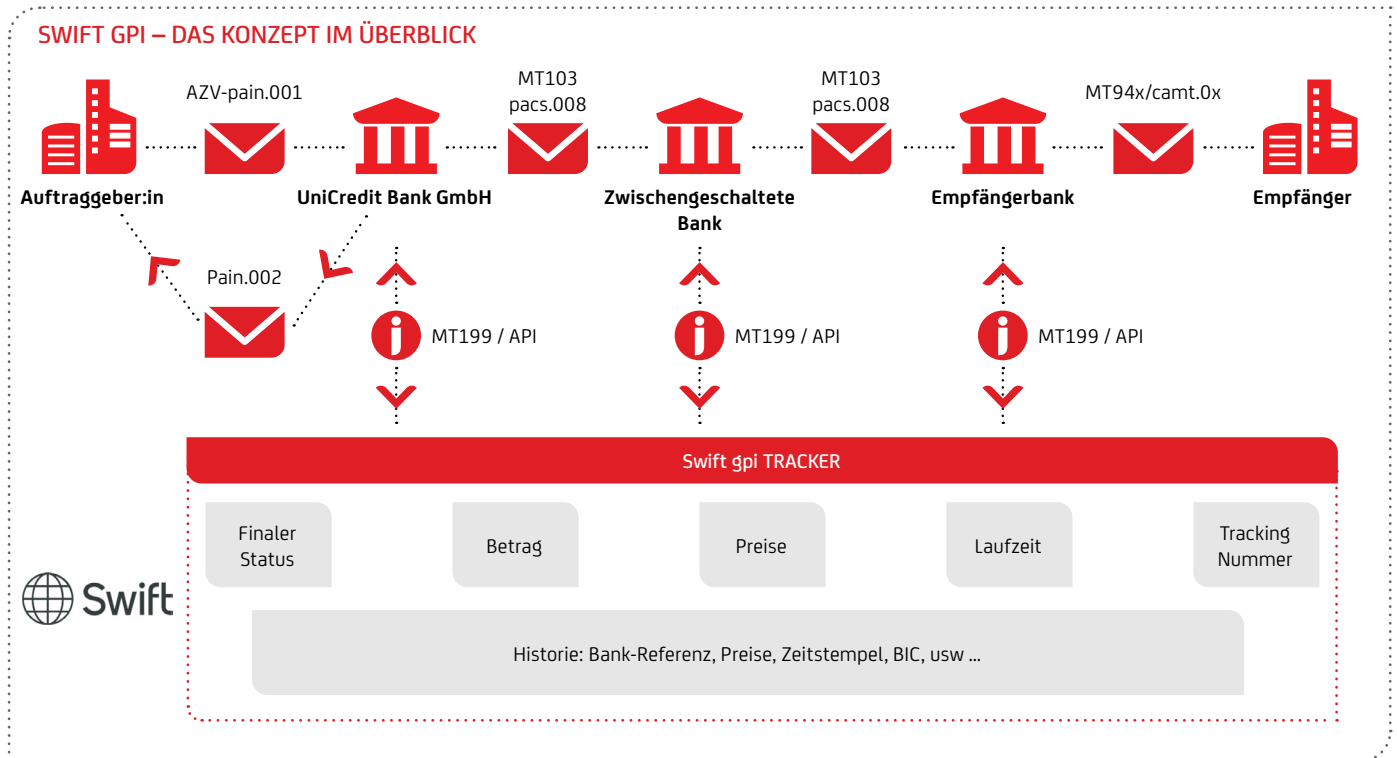 SWIFT GPI – DAS KONZEPT IM ÜBERBLICK
AZV-pain.001
MT103
pacs.008
MT103
pacs.008
MT94x/camt.0x
Auftraggeber:in
UniCredit Bank GmbH
Zwischengeschaltete
Bank
Empfängerbank
Empfänger
Pain.002
MT199 / API
MT199 / API
MT199 / API
Swift gpi TRACKER
Finaler
Status
Betrag
Preise
Laufzeit
Tracking
Nummer
Swift
Historie: Bank-Referenz, Preise, Zeitstempel, BIC, usw ...